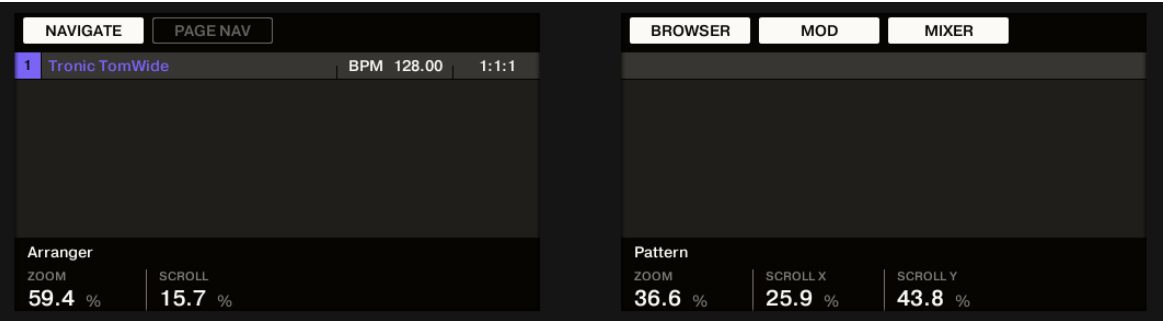 NAVIGATE PAGE NAV BROWSER MOD MIXER
1 Tronic TomWide BPM 128.00 1:1:1
Arranger Pattern
ZOOM SCROLL ZOOM SCROLL X SCROLL Y
59.4 % 15.7 % 36.6 % 25.9 % 43.8 %